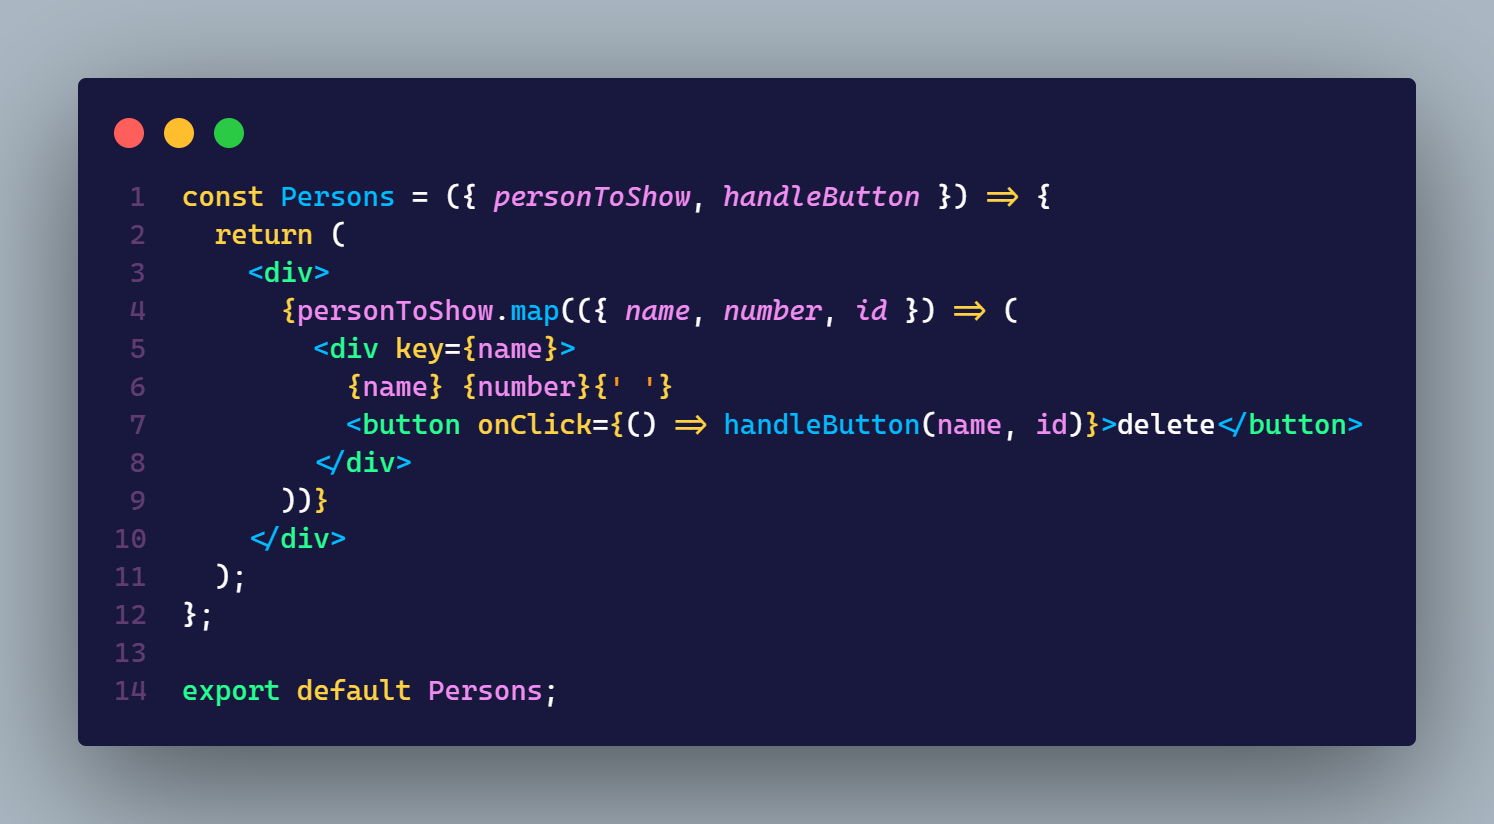 1 const Persons = ({ personToShow, handleButton }) => {
2   return (
3     <div>
4       {personToShow.map(({ name, number, id }) => (
5         <div key={name}>
6           {name} {number}{' '}
7           <button onClick={() => handleButton(name, id)}>delete</button>
8         </div>
9       ))}
10     </div>
11   );
12 };
13
14 export default Persons;